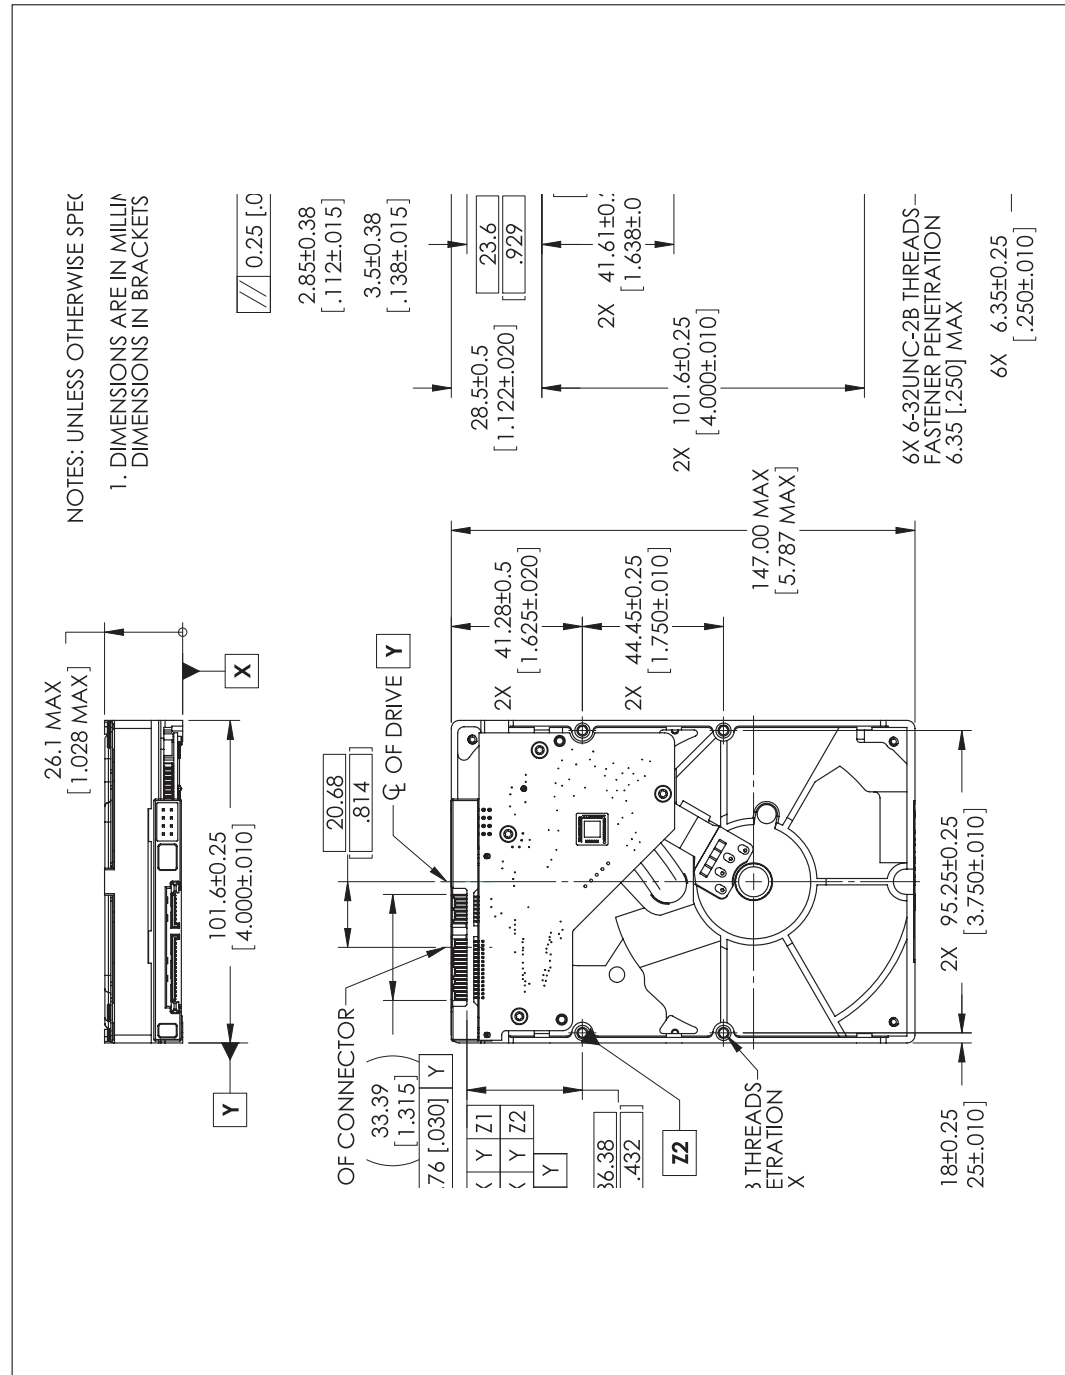 NOTES: UNLESS OTHERWISE SPEC
1. DIMENSIONS ARE IN MILLIM
DIMENSIONS IN BRACKETS
26.1 MAX
[1.028 MAX]
X
101.6±0.25
[4.000±.010]
Y
0.25 [.0
2.85±0.38
[.112±.015]
3.5±0.38
[.138±.015]
20.68
.814
℄ OF DRIVE Y
OF CONNECTOR
33.39
[1.315]
76 [.030] Y
Y Z1
Y Z2
Y
.432
Z2
23.6
.929
28.5±0.5
[1.122±.020]
2X 41.61±0.
[1.638±.0
2X 101.6±0.25
[4.000±.010]
2X 41.28±0.5
[1.625±.020]
2X 44.45±0.25
[1.750±.010]
147.00 MAX
[5.787 MAX]
6X 6-32UNC-2B THREADS
FASTENER PENETRATION
6.35 [.250] MAX
6X 6.35±0.25
[.250±.010]
THREADS
ETRATION
X
2X 95.25±0.25
[3.750±.010]
18±0.25
25±.010]